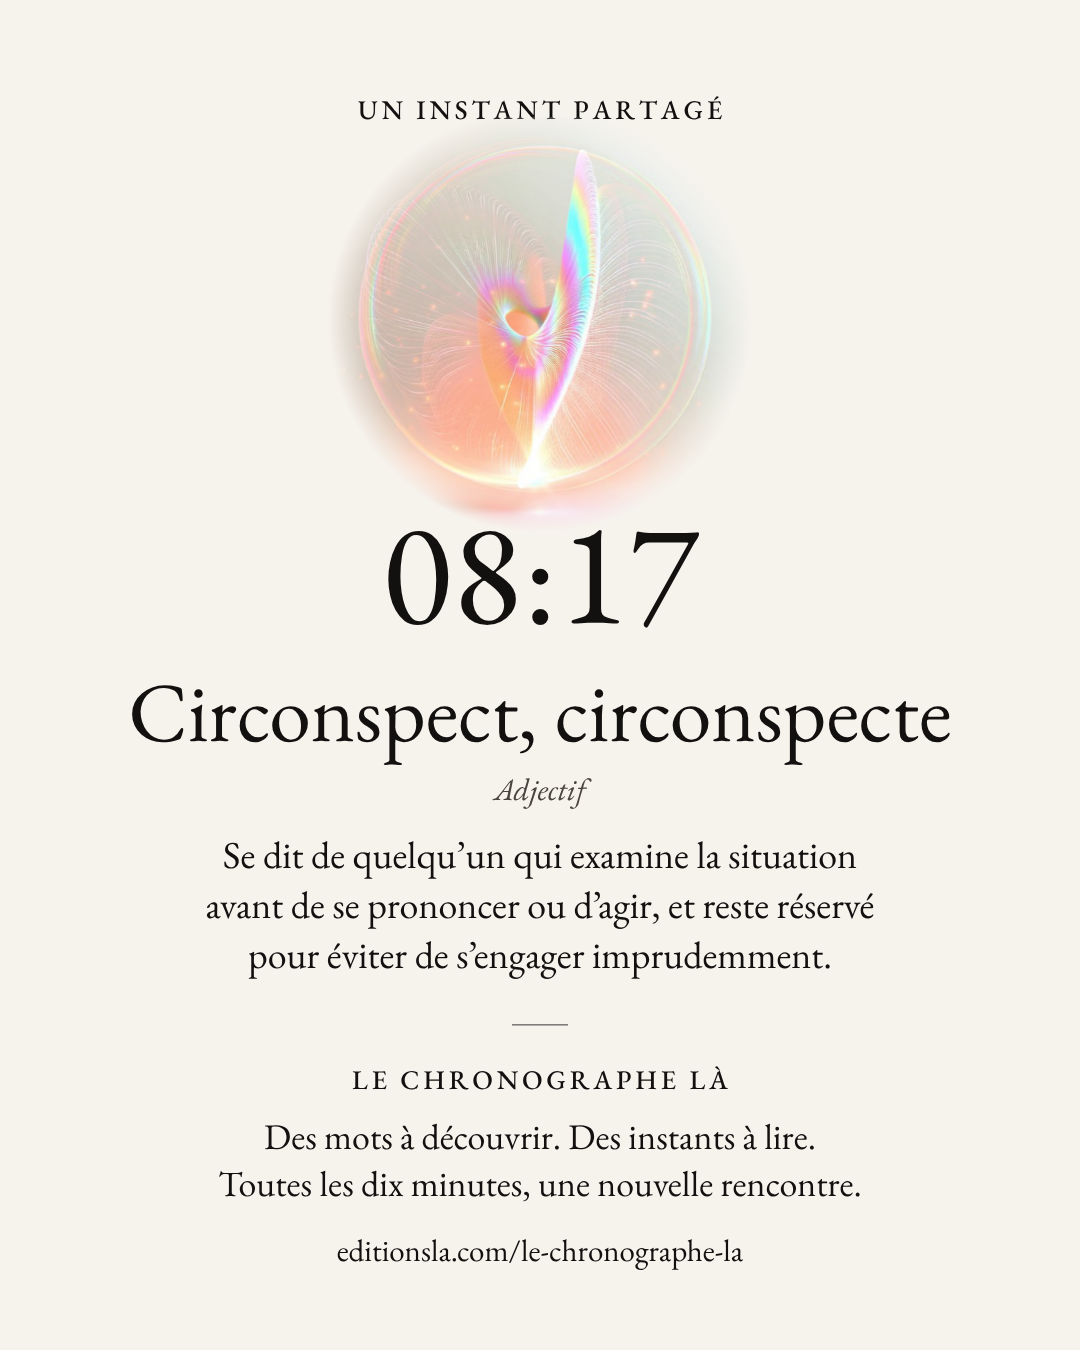 UN INSTANT PARTAGÉ
08:17
Circonspect, circonspecte
Adjectif
Se dit de quelqu’un qui examine la situation
avant de se prononcer ou d’agir, et reste réservé
pour éviter de s’engager imprudemment.
LE CHRONOGRAPHE LÀ
Des mots à découvrir. Des instants à lire.
Toutes les dix minutes, une nouvelle rencontre.
editionsla.com/le-chronographe-la